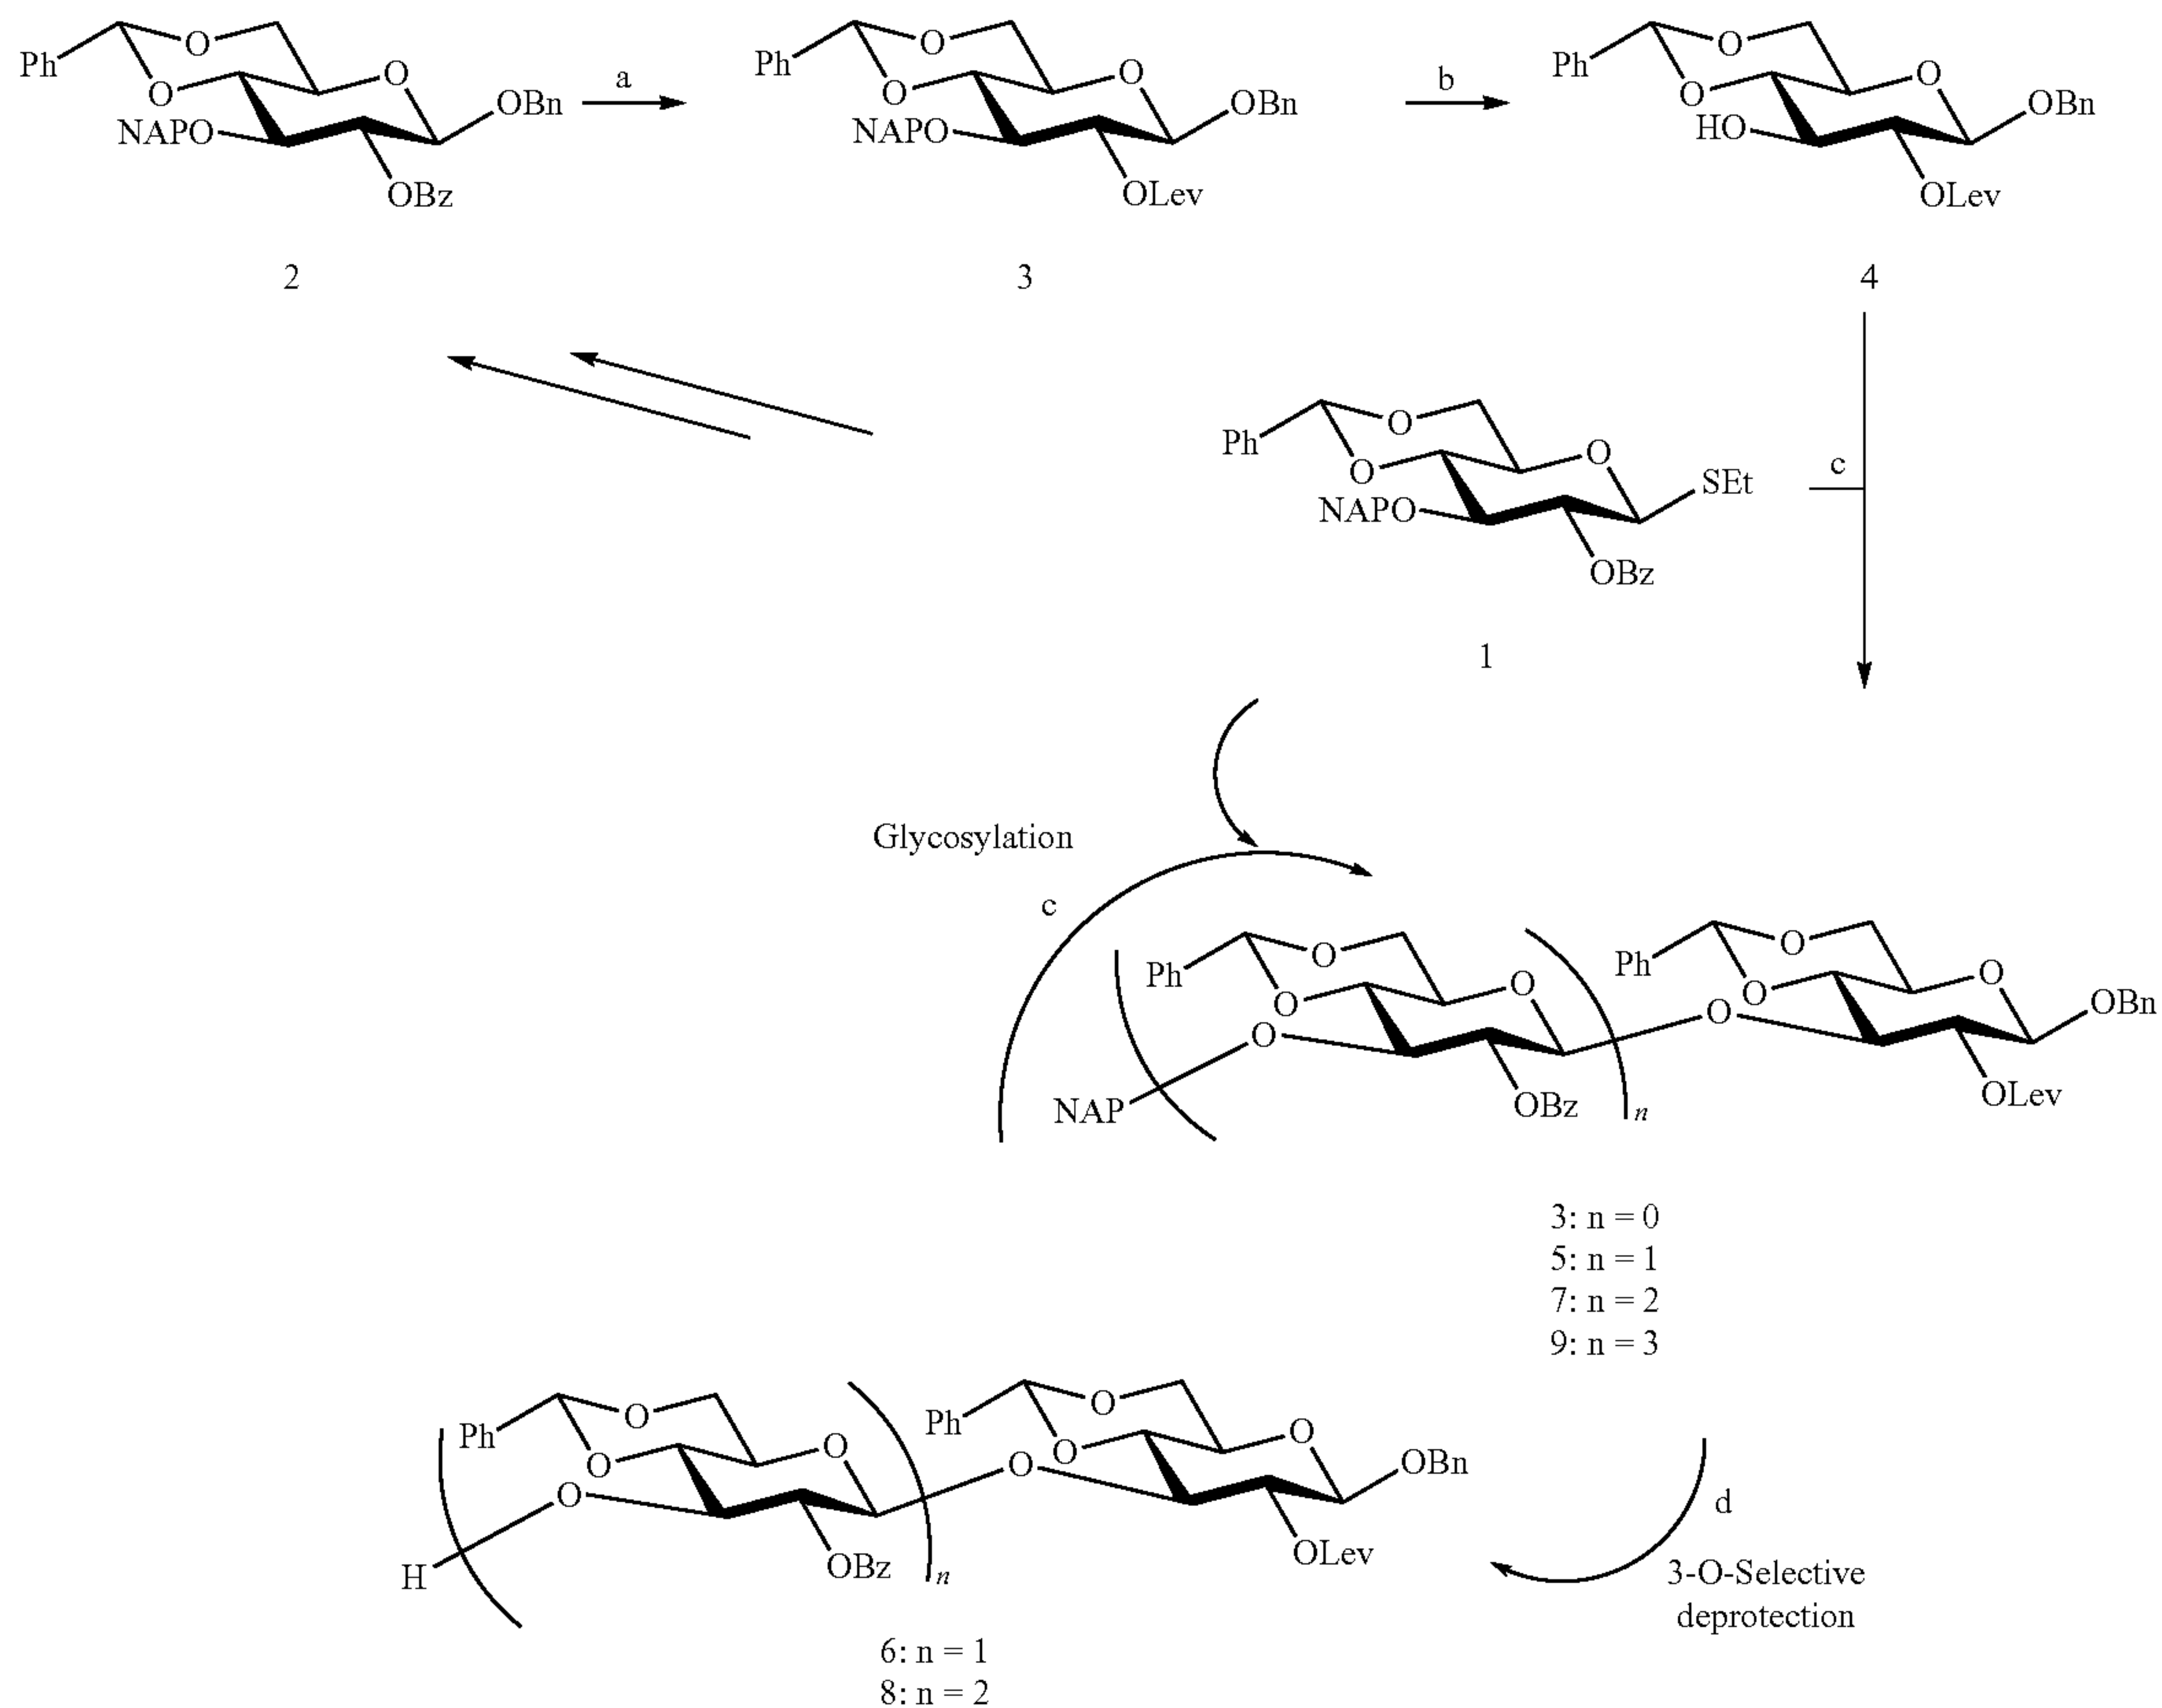 Ph O O O OBn NAPO OBz
a
Ph O O O OBn NAPO OLev
b
Ph O O O OBn HO OLev
2
3
4
Ph O O O SEt NAPO OBz
c
1
Glycosylation
c
Ph O O O O NAP OBz n
Ph O O O O OBn OLev
3: n = 0
5: n = 1
7: n = 2
9: n = 3
Ph O O O O H OBz n
Ph O O O O OBn OLev
d
3-O-Selective
deprotection
6: n = 1
8: n = 2